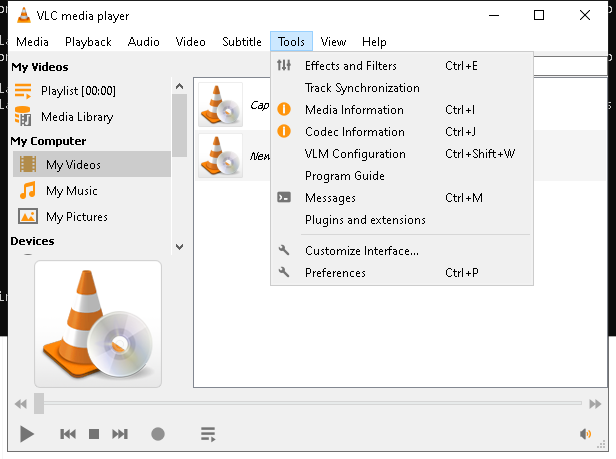 VLC media player
Media Playback Audio Video Subtitle Tools View Help
My Videos
Playlist [00:00]
Media Library
My Computer
My Videos
My Music
My Pictures
Devices
Cap
New
Effects and Filters Ctrl+E
Track Synchronization
Media Information Ctrl+I
Codec Information Ctrl+J
VLM Configuration Ctrl+Shift+W
Program Guide
Messages Ctrl+M
Plugins and extensions
Customize Interface...
Preferences Ctrl+P